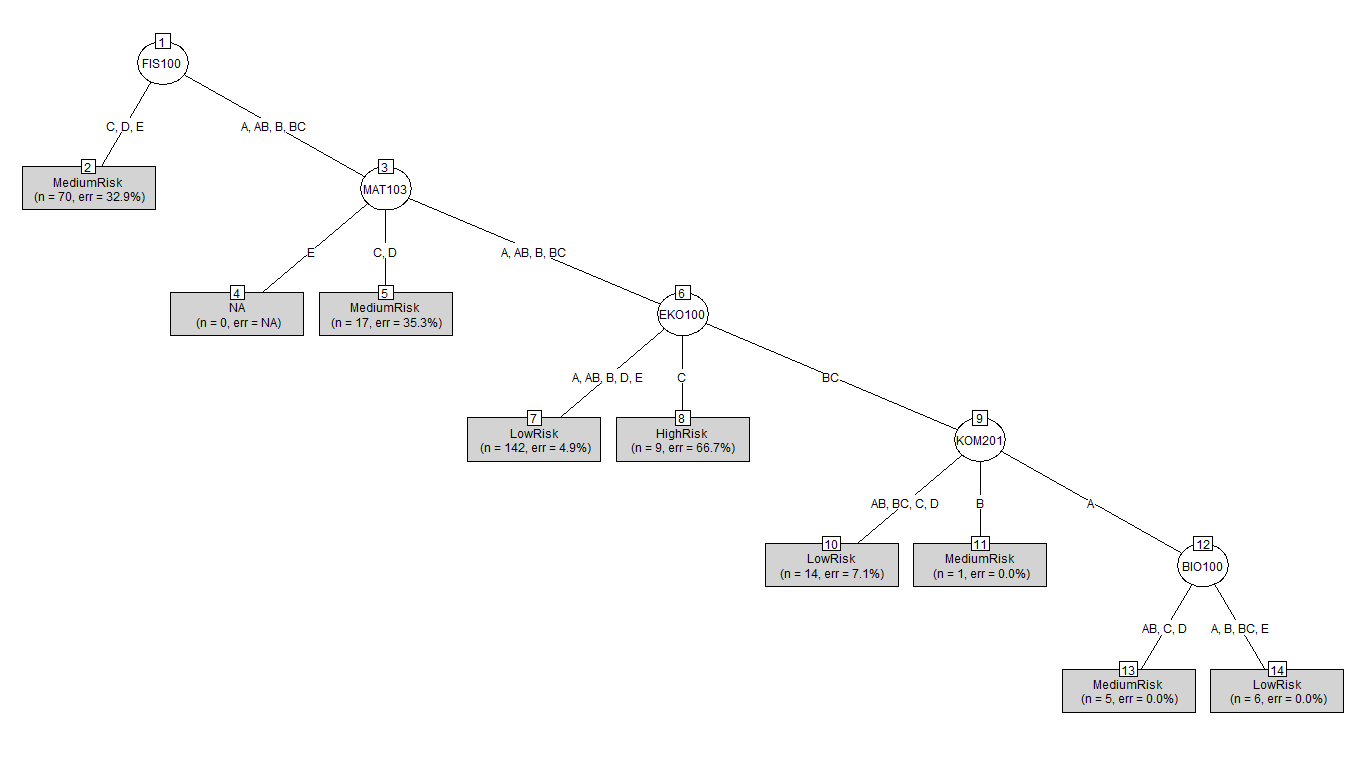 1
FIS100
C, D, E
A, AB, B, BC
2
MediumRisk
(n = 70, err = 32.9%)
3
MAT103
E
C, D
A, AB, B, BC
4
NA
(n = 0, err = NA)
5
MediumRisk
(n = 17, err = 35.3%)
6
EKO100
A, AB, B, D, E
C
BC
7
LowRisk
(n = 142, err = 4.9%)
8
HighRisk
(n = 9, err = 66.7%)
9
KOM201
AB, BC, C, D
B
A
10
LowRisk
(n = 14, err = 7.1%)
11
MediumRisk
(n = 1, err = 0.0%)
12
BIO100
AB, C, D
A, B, BC, E
13
MediumRisk
(n = 5, err = 0.0%)
14
LowRisk
(n = 6, err = 0.0%)